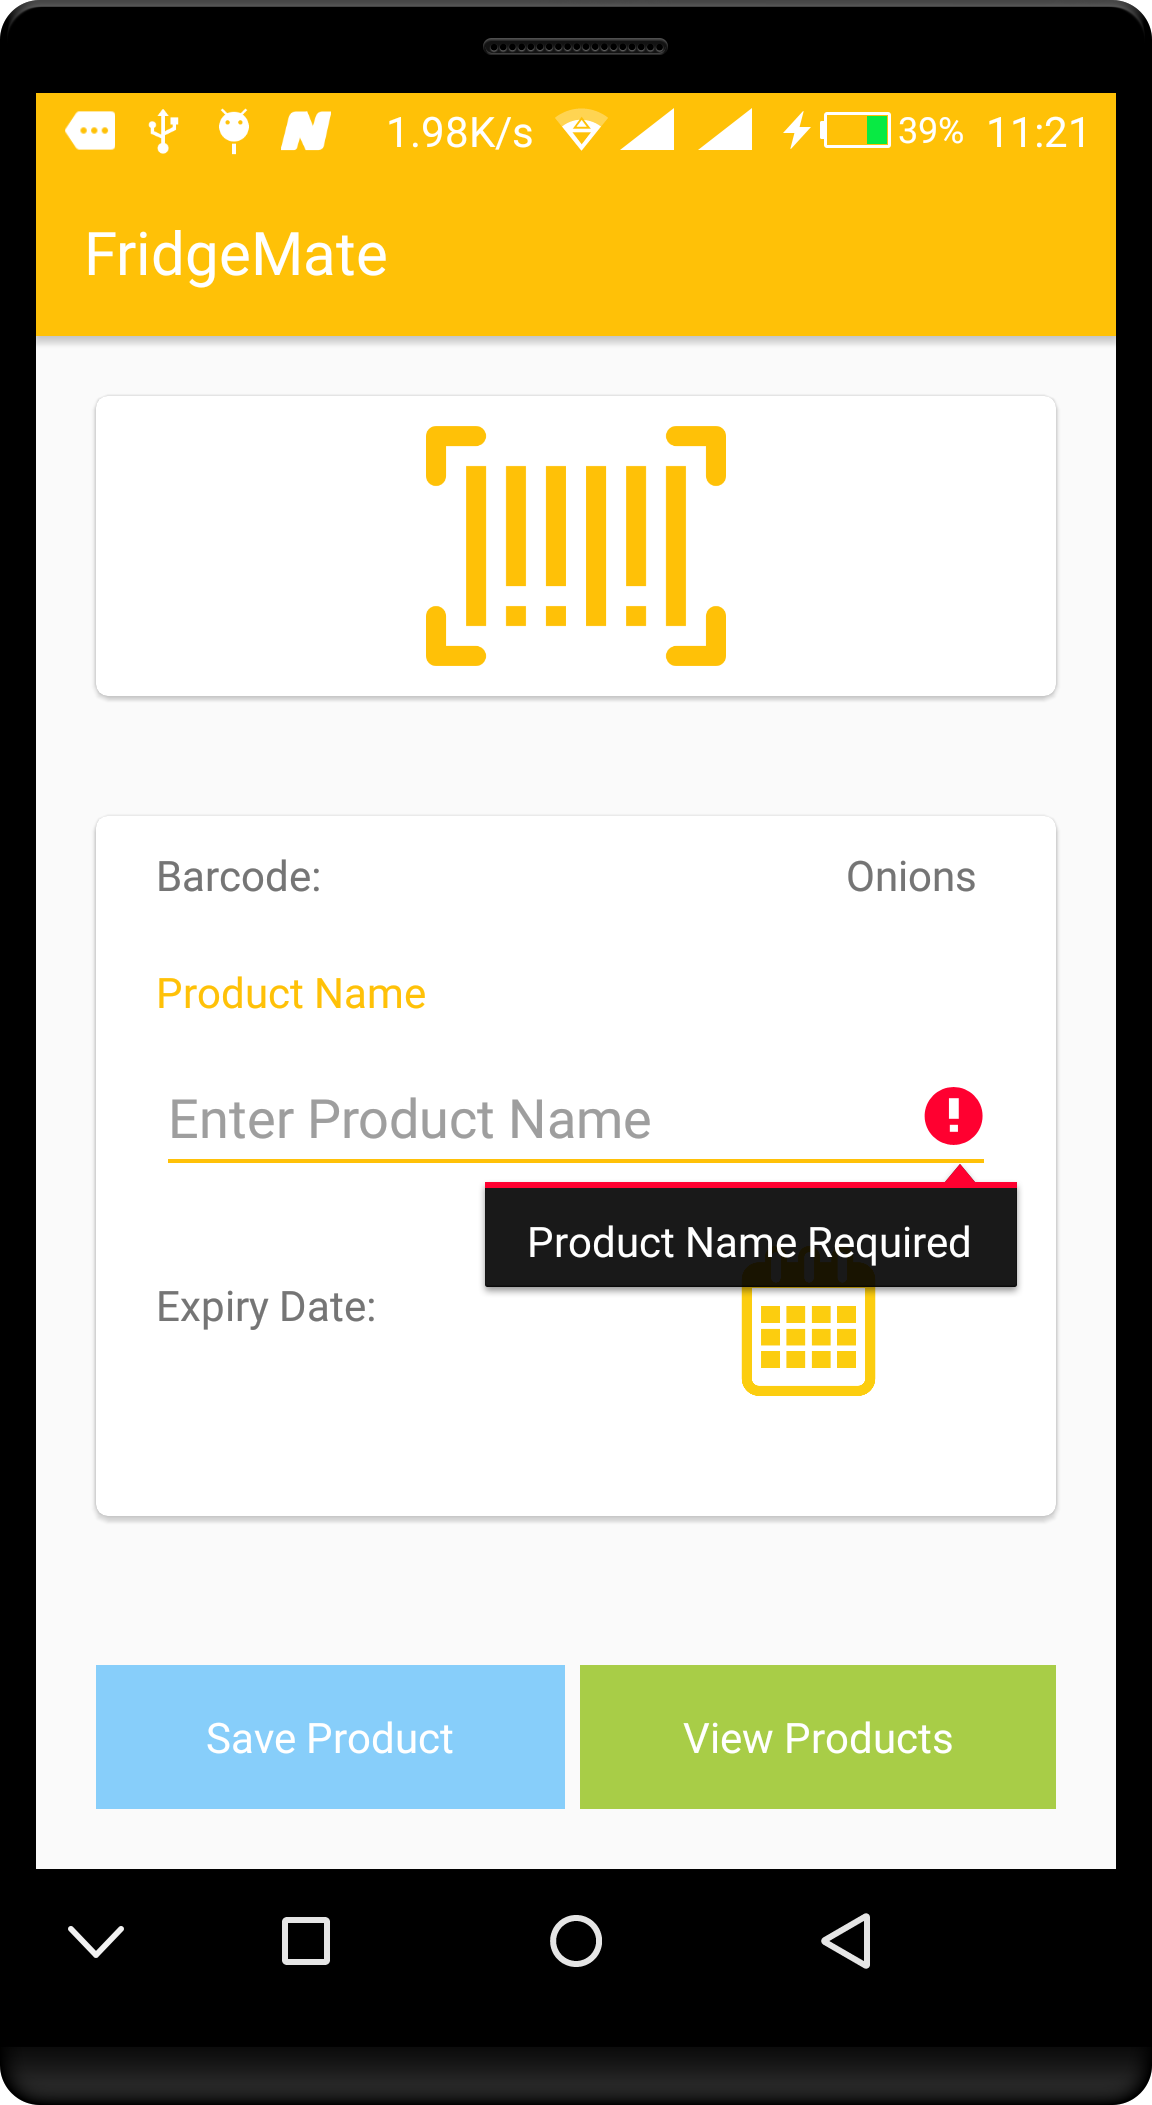 1.98K/s 39% 11:21
FridgeMate
Barcode: Onions
Product Name
Enter Product Name
Product Name Required
Expiry Date:
Save Product View Products